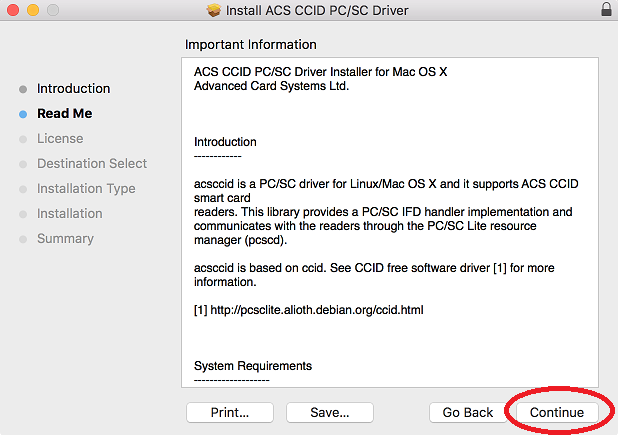 Install ACS CCID PC/SC Driver
Important Information
Introduction
Read Me
License
Destination Select
Installation Type
Installation
Summary
ACS CCID PC/SC Driver Installer for Mac OS X
Advanced Card Systems Ltd.
Introduction
------------
acsccid is a PC/SC driver for Linux/Mac OS X and it supports ACS CCID
smart card
readers. This library provides a PC/SC IFD handler implementation and
communicates with the readers through the PC/SC Lite resource
manager (pcscd).
acsccid is based on ccid. See CCID free software driver [1] for more
information.
[1] http://pcsclite.alioth.debian.org/ccid.html
System Requirements
-------------------
Print...
Save...
Go Back
Continue